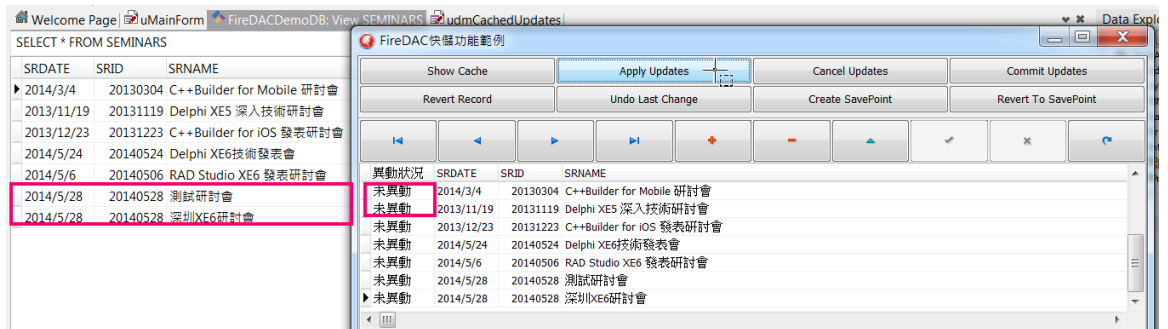 Welcome Page uMainForm FireDACDemoDB: View SEMINARS udmCachedUpdates
Data Explo
SELECT * FROM SEMINARS
SRDATE SRID SRNAME
2014/3/4 20130304 C++Builder for Mobile 研討會
2013/11/19 20131119 Delphi XE5 深入技術研討會
2013/12/23 20131223 C++Builder for iOS 發表研討會
2014/5/24 20140524 Delphi XE6技術發表會
2014/5/6 20140506 RAD Studio XE6 發表研討會
2014/5/28 20140528 測試研討會
2014/5/28 20140528 深圳XE6研討會
FireDAC快儲功能範例
Show Cache Apply Updates Cancel Updates Commit Updates
Revert Record Undo Last Change Create SavePoint Revert To SavePoint
異動狀況 SRDATE SRID SRNAME
未異動 2014/3/4 20130304 C++Builder for Mobile 研討會
未異動 2013/11/19 20131119 Delphi XE5 深入技術研討會
未異動 2013/12/23 20131223 C++Builder for iOS 發表研討會
未異動 2014/5/24 20140524 Delphi XE6技術發表會
未異動 2014/5/6 20140506 RAD Studio XE6 發表研討會
未異動 2014/5/28 20140528 測試研討會
未異動 2014/5/28 20140528 深圳XE6研討會